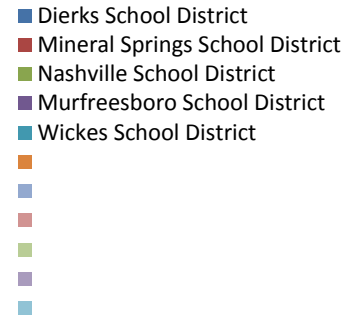 Dierks School District
Mineral Springs School District
Nashville School District
Murfreesboro School District
Wickes School District